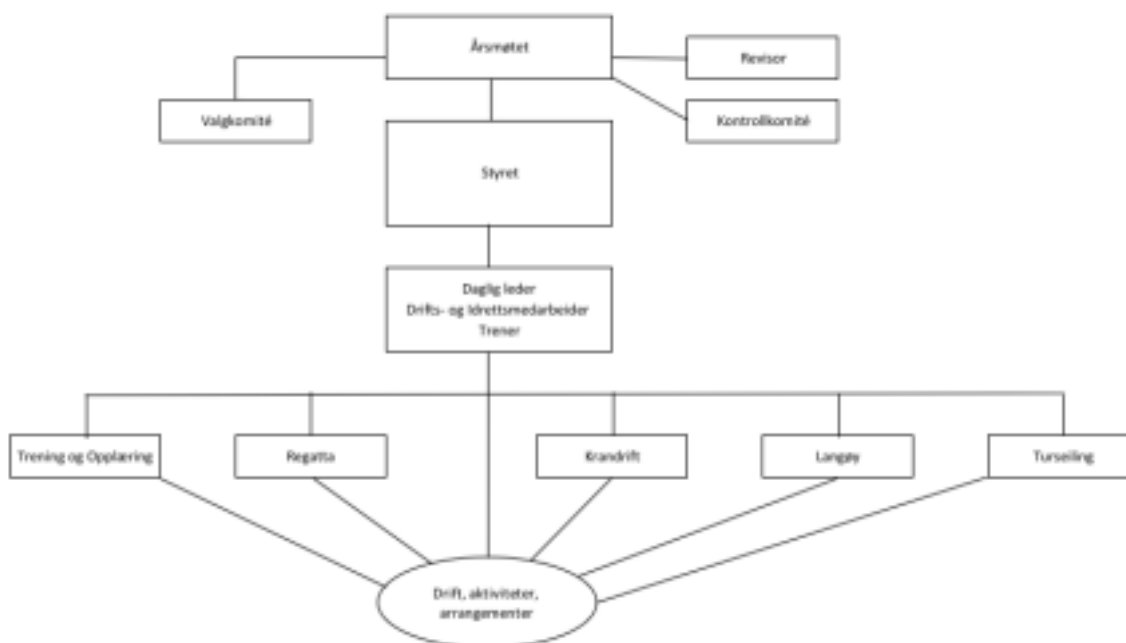 Årsmøtet
Revisor
Valgkomité
Kontrollkomité
Styret
Daglig leder
Drifts- og Idrettsmedarbeider
Trener
Trening og Opplæring
Regatta
Krandrift
Langøy
Turseiling
Drift, aktiviteter,
arrangementer